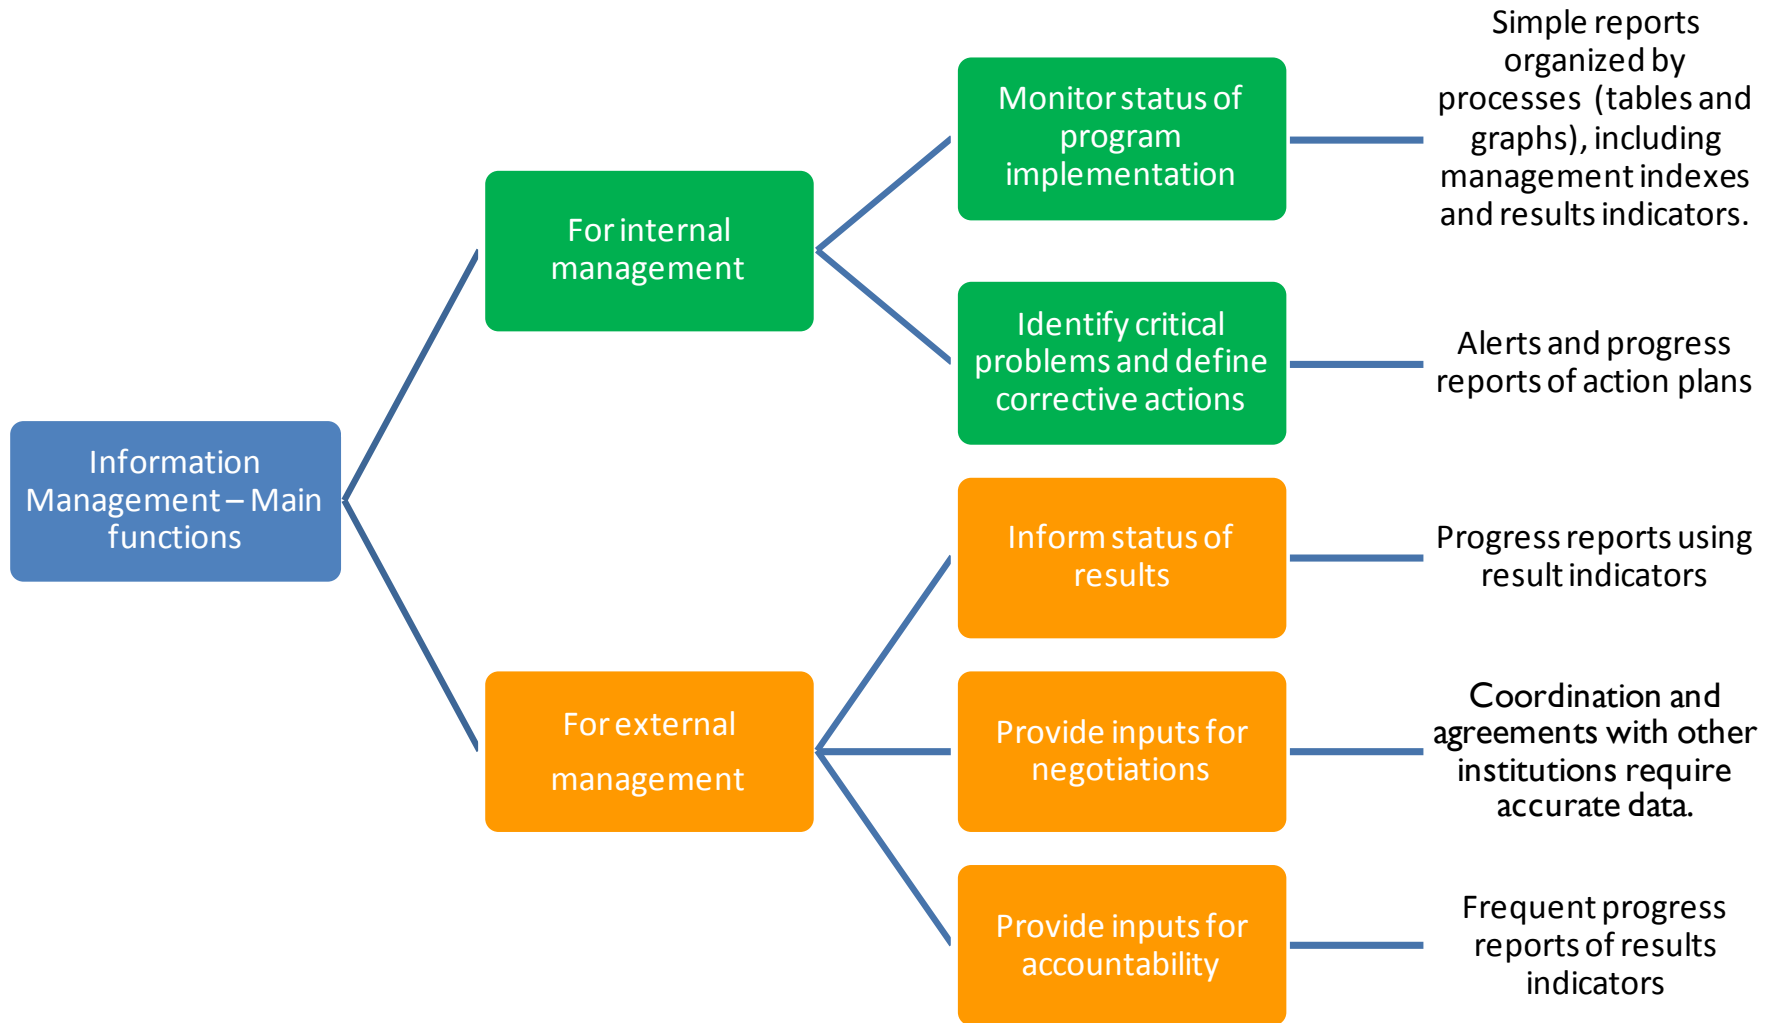 Information
Management – Main
functions
For internal
management
Monitor status of
program
implementation
Simple reports
organized by
processes (tables and
graphs), including
management indexes
and results indicators.
Identify critical
problems and define
corrective actions
Alerts and progress
reports of action plans
For external
management
Inform status of
results
Progress reports using
result indicators
Provide inputs for
negotiations
Coordination and
agreements with other
institutions require
accurate data.
Provide inputs for
accountability
Frequent progress
reports of results
indicators